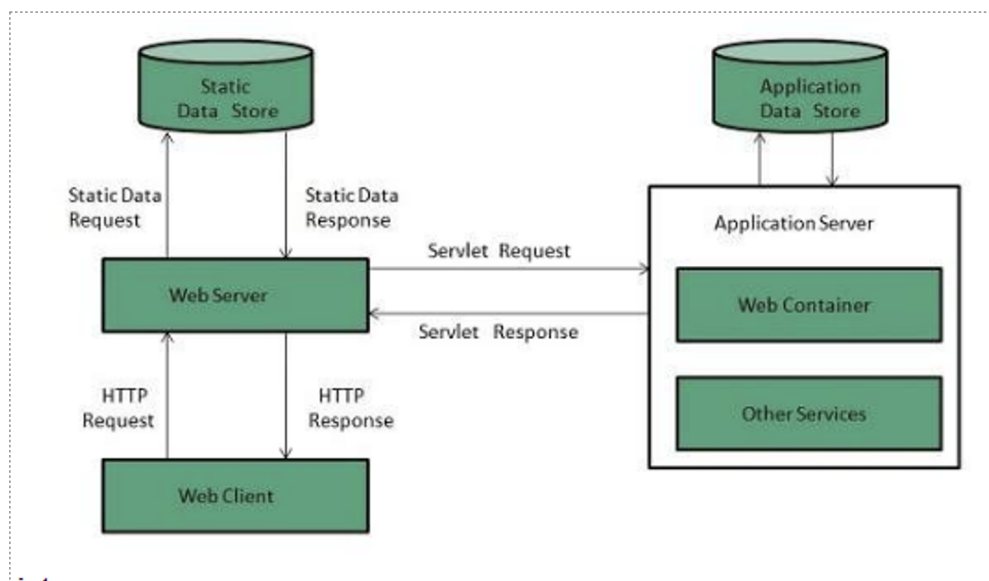 Static
Data Store
Application
Data Store
Static Data
Request
Static Data
Response
Application Server
Servlet Request
Web Server
Web Container
Servlet Response
HTTP
Request
HTTP
Response
Other Services
Web Client